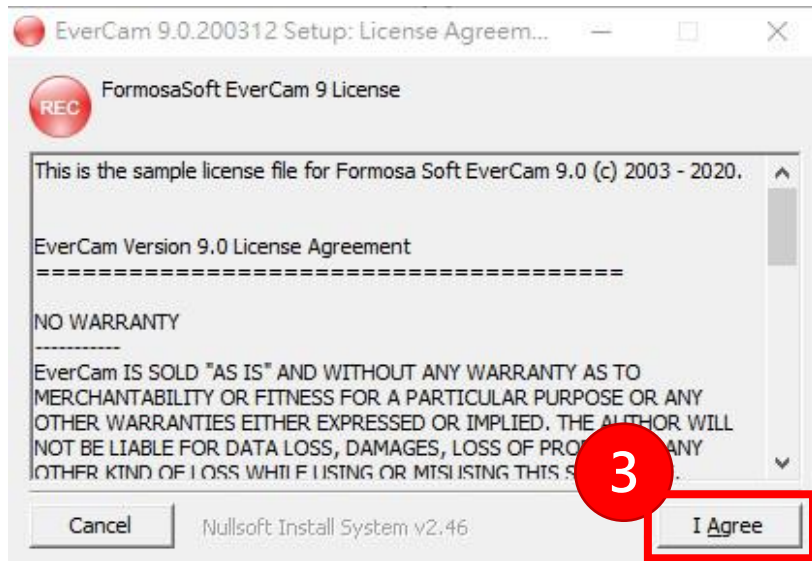 EverCam 9.0.200312 Setup: License Agreem...
REC
FormosaSoft EverCam 9 License
This is the sample license file for Formosa Soft EverCam 9.0 (c) 2003 - 2020.
EverCam Version 9.0 License Agreement
======================================
NO WARRANTY
-----------
EverCam IS SOLD "AS IS" AND WITHOUT ANY WARRANTY AS TO
MERCHANTABILITY OR FITNESS FOR A PARTICULAR PURPOSE OR ANY
OTHER WARRANTIES EITHER EXPRESSED OR IMPLIED. THE AUTHOR WILL
NOT BE LIABLE FOR DATA LOSS, DAMAGES, LOSS OF ANY
OTHER KIND OF LOSS WHILE USING OR MISUSING THIS
3
Cancel
Nullsoft Install System v2.46
I Agree